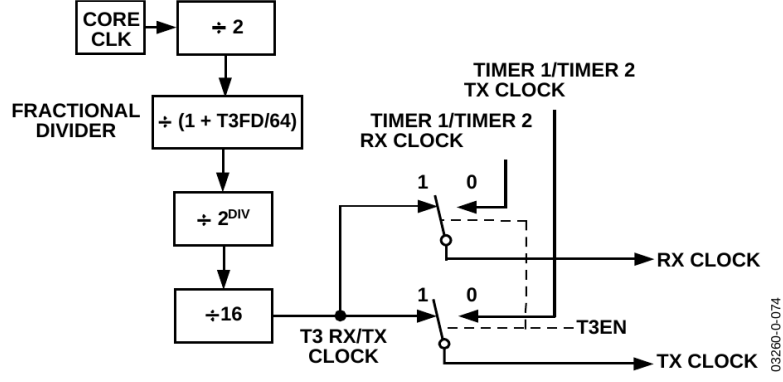 CORE
CLK
÷ 2
FRACTIONAL
DIVIDER
÷ (1 + T3FD/64)
TIMER 1/TIMER 2
TX CLOCK
TIMER 1/TIMER 2
RX CLOCK
÷ 2DIV
1 0
RX CLOCK
÷16
1 0
T3 RX/TX
CLOCK
T3EN
TX CLOCK
03260-0-074